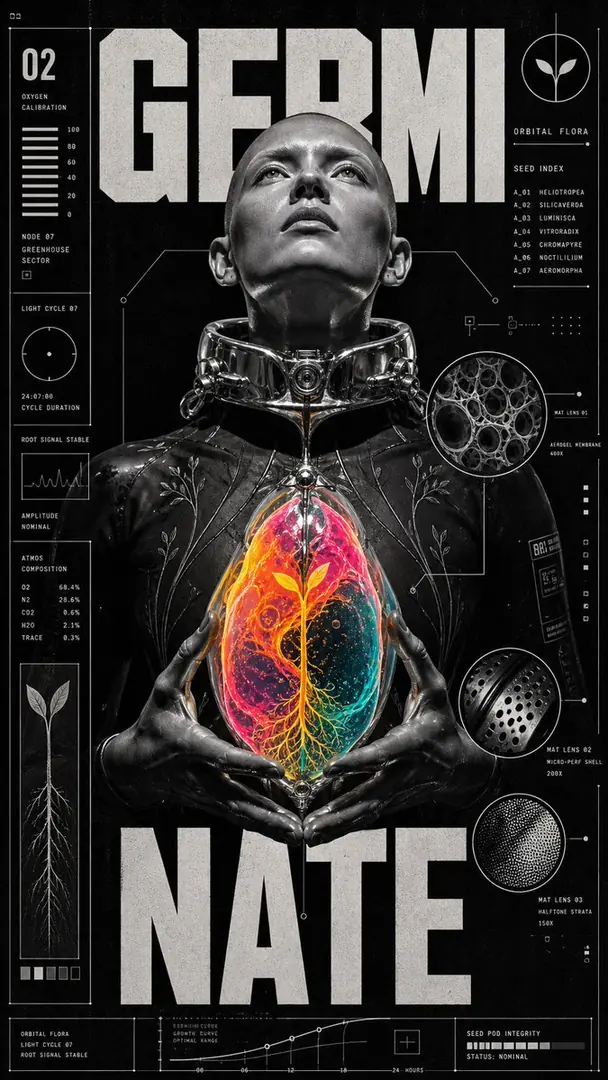 GERMI
02
OXYGEN
CALIBRATION
100
80
60
40
20
0
NODE 07
GREENHOUSE
SECTOR
LIGHT CYCLE 07
24:07:00
CYCLE DURATION
ROOT SIGNAL STABLE
AMPLITUDE
NOMINAL
ATMOS
COMPOSITION
O2 68.4%
N2 28.6%
CO2 0.6%
H2O 2.1%
TRACE 0.3%
ORBITAL FLORA
SEED INDEX
A_01 HELIOTROPEA
A_02 SILICAVERDA
A_03 LUMINISCA
A_04 VITRORADIX
A_05 CHROMAPYRE
A_06 NOCTILILIUM
A_07 AEROMORPHA
MAT LENS 01
AEROGEL MEMBRANE
400X
MAT LENS 02
MICRO-PERF SHELL
200X
MAT LENS 03
HALFTONE STRATA
150X
NATE
ORBITAL FLORA
LIGHT CYCLE 07
ROOT SIGNAL STABLE
GROWTH CURVE
OPTIMAL RANGE
00 06 12 18 24 HOURS
SEED POD INTEGRITY
STATUS: NOMINAL